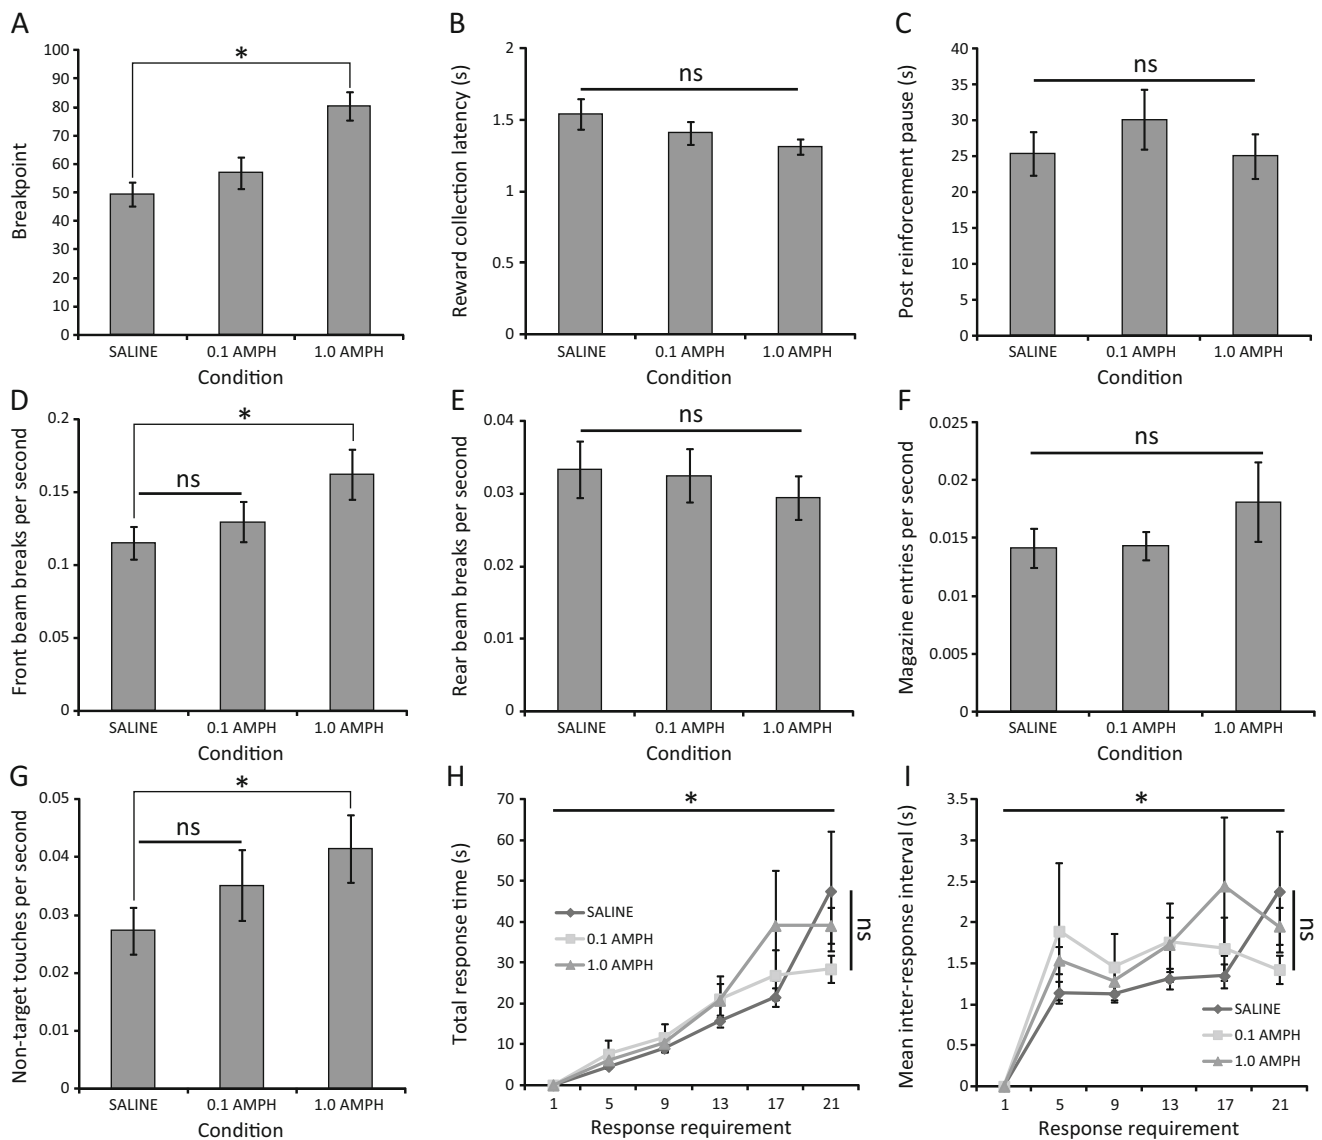 A
*
100
90
80
70
60
50
40
30
20
10
0
Breakpoint
SALINE 0.1 AMPH 1.0 AMPH
Condition
B
ns
2
1.5
1
0.5
0
Reward collection latency (s)
SALINE 0.1 AMPH 1.0 AMPH
Condition
C
ns
40
35
30
25
20
15
10
5
0
Post reinforcement pause (s)
SALINE 0.1 AMPH 1.0 AMPH
Condition
D
*
ns
0.2
0.15
0.1
0.05
0
Front beam breaks per second
SALINE 0.1 AMPH 1.0 AMPH
Condition
E
ns
0.04
0.03
0.02
0.01
0
Rear beam breaks per second
SALINE 0.1 AMPH 1.0 AMPH
Condition
F
ns
0.025
0.02
0.015
0.01
0.005
0
Magazine entries per second
SALINE 0.1 AMPH 1.0 AMPH
Condition
G
*
ns
0.05
0.04
0.03
0.02
0.01
0
Non-target touches per second
SALINE 0.1 AMPH 1.0 AMPH
Condition
H
*
70
60
50
40
30
20
10
0
Total response time (s)
SALINE
0.1 AMPH
1.0 AMPH
ns
1 5 9 13 17 21
Response requirement
I
*
3.5
3
2.5
2
1.5
1
0.5
0
Mean inter-response interval (s)
ns
SALINE
0.1 AMPH
1.0 AMPH
1 5 9 13 17 21
Response requirement